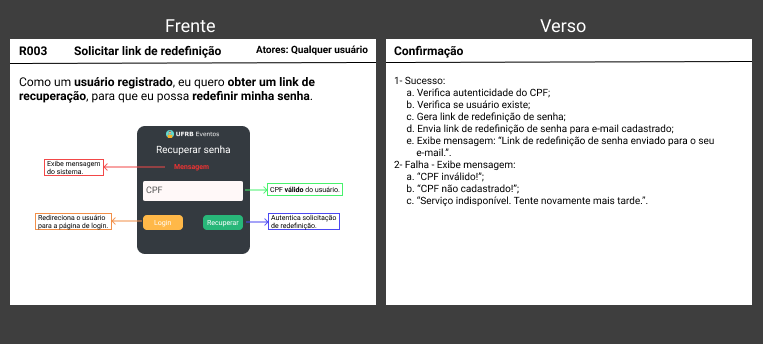 Frente
R003 Solicitar link de redefinição Atores: Qualquer usuário
Como um usuário registrado, eu quero obter um link de
recuperação, para que eu possa redefinir minha senha.
UFRB Eventos
Recuperar senha
Exibe mensagem
do sistema.
Mensagem
CPF
CPF válido do usuário.
Redireciona o usuário
para a página de login.
Login
Recuperar
Autentica solicitação
de redefinição.
Verso
Confirmação
1- Sucesso:
a. Verifica autenticidade do CPF;
b. Verifica se usuário existe;
c. Gera link de redefinição de senha;
d. Envia link de redefinição de senha para e-mail cadastrado;
e. Exibe mensagem: “Link de redefinição de senha enviado para o seu
e-mail.”.
2- Falha - Exibe mensagem:
a. “CPF inválido!”;
b. “CPF não cadastrado!”;
c. “Serviço indisponível. Tente novamente mais tarde.”.